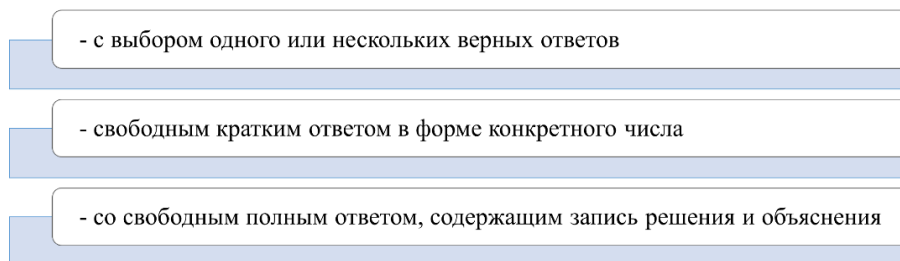 - с выбором одного или нескольких верных ответов
- свободным кратким ответом в форме конкретного числа
- со свободным полным ответом, содержащим запись решения и объяснения